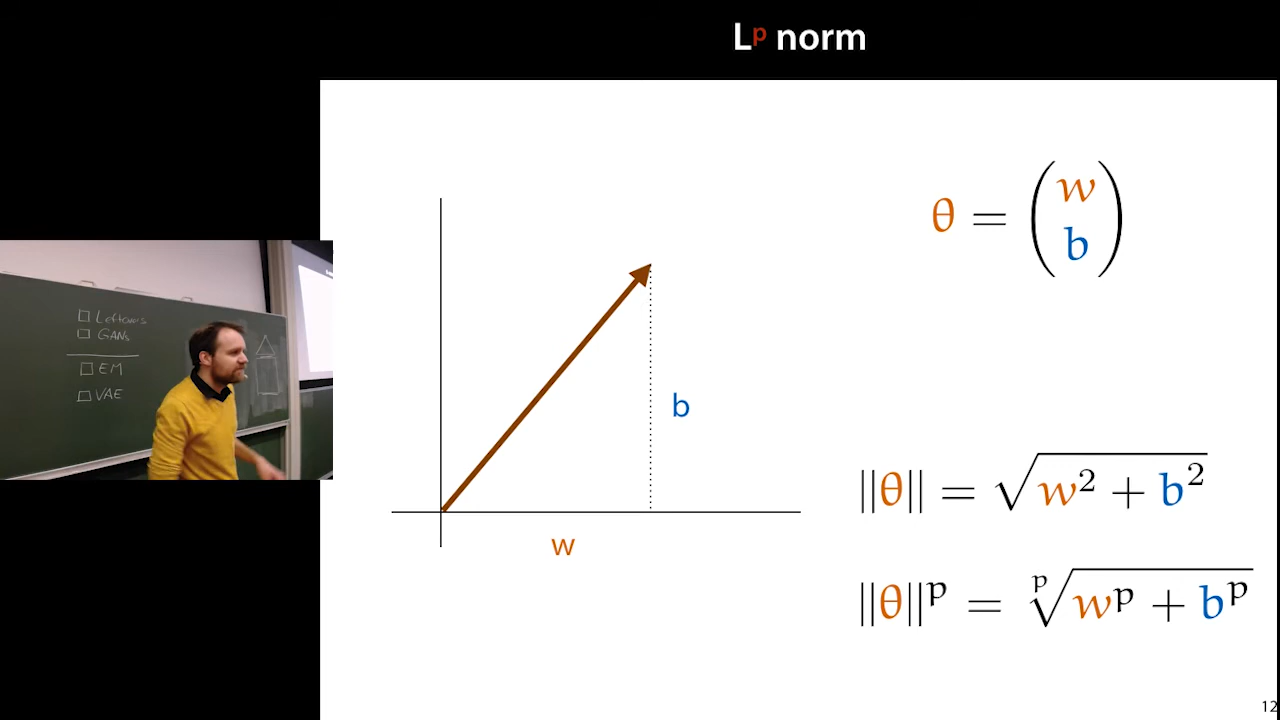 Lᵖ norm
□ Leftovers
□ GANs
□ EM
□ VAE
θ = (w b)
b
w
||θ|| = √(w² + b²)
||θ||ᵖ = ᵖ√(wᵖ + bᵖ)
12